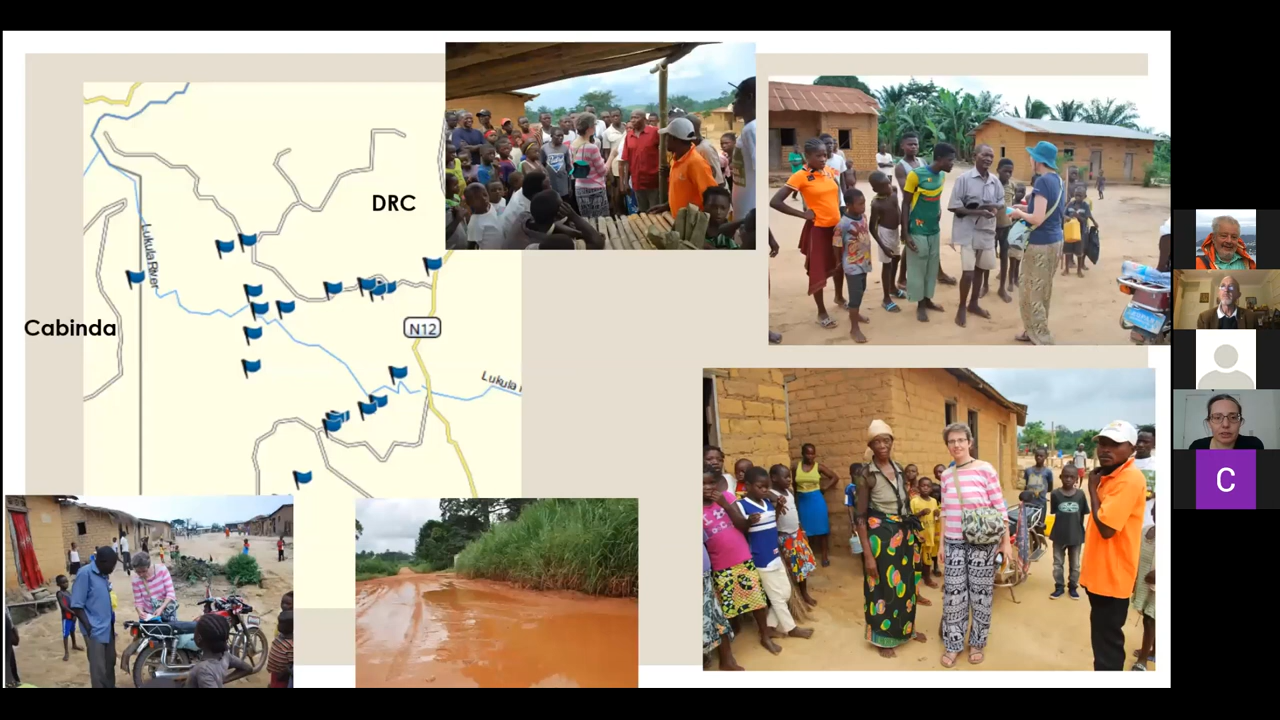 DRC
Lukula River
Cabinda
N12
Lukula
C